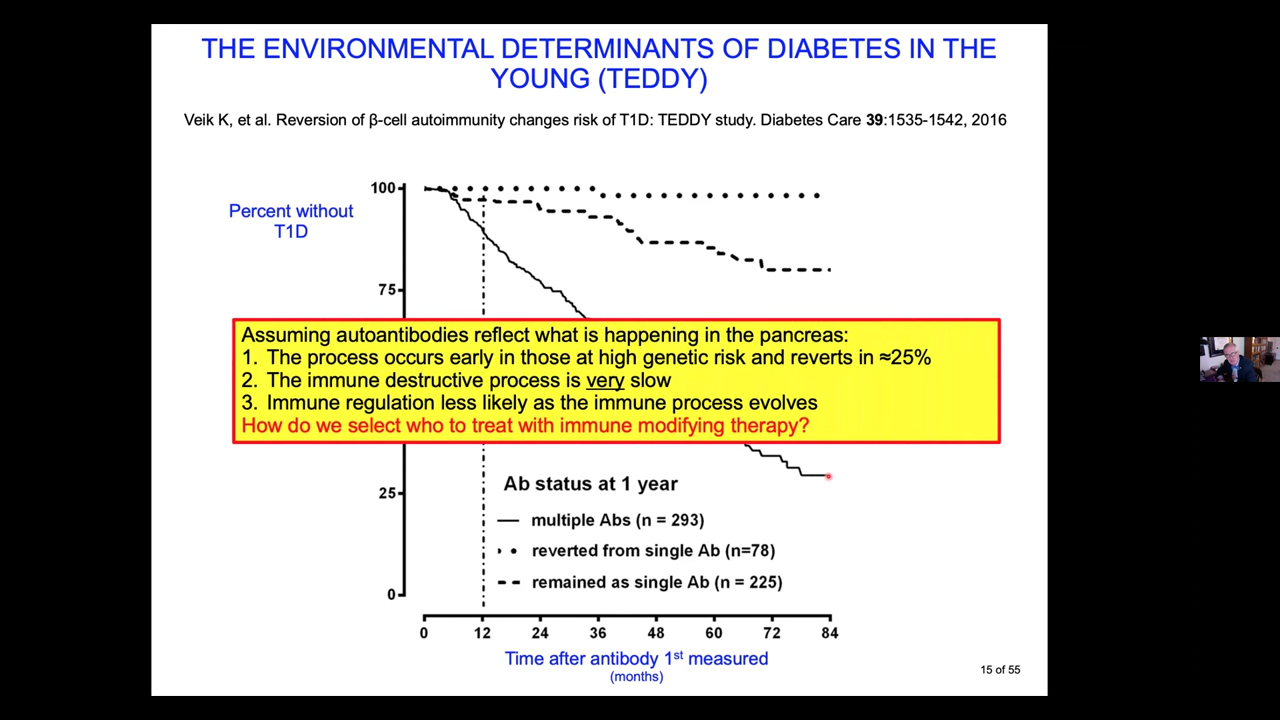 THE ENVIRONMENTAL DETERMINANTS OF DIABETES IN THE
YOUNG (TEDDY)
Veik K, et al. Reversion of β-cell autoimmunity changes risk of T1D: TEDDY study. Diabetes Care 39:1535-1542, 2016
Percent without
T1D
100
75
Assuming autoantibodies reflect what is happening in the pancreas:
1. The process occurs early in those at high genetic risk and reverts in ≈25%
2. The immune destructive process is very slow
3. Immune regulation less likely as the immune process evolves
How do we select who to treat with immune modifying therapy?
25
0
Ab status at 1 year
multiple Abs (n = 293)
reverted from single Ab (n=78)
remained as single Ab (n = 225)
0 12 24 36 48 60 72 84
Time after antibody 1st measured
(months)
15 of 55